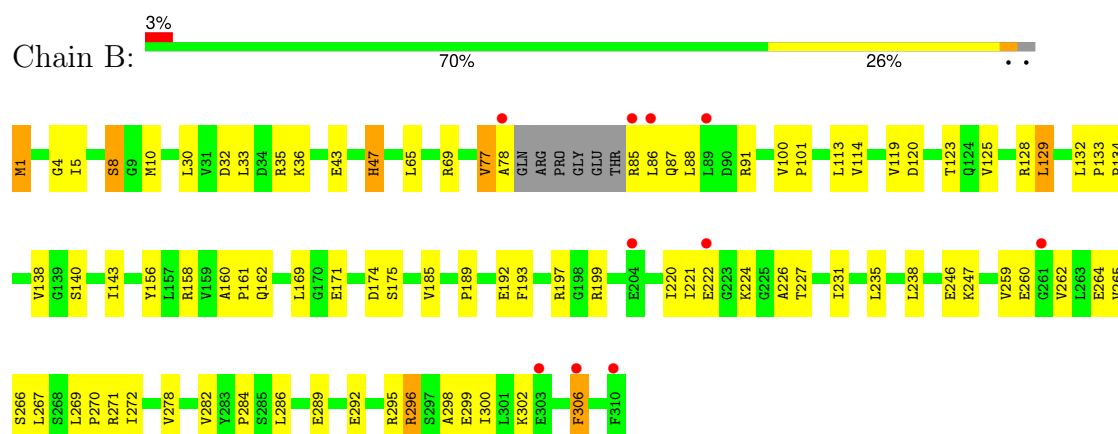 3%
Chain B:
70% 26% • •
M1 G4 I5 S8 G9 M10 L30 V31 D32 L33 D34 R35 K36 E43 H47 L65 R69 V77 A78 GLN ARG PRO GLY GLU THR R85 L86 Q87 L88 L89 D90 R91 V100 P101 L113 V114 V119 D120 T123 Q124 V125 R128 L129 L132 P133 R134
V138 G139 S140 I143 Y156 L157 R158 V159 A160 P161 Q162 L169 G170 E171 D174 S175 V185 P189 E192 F193 R197 G198 R199 E204 I220 I221 E222 G223 K224 G225 A226 T227 I231 L235 L238 E246 K247 V259 E260 G261 V262 L263 E264 V265
S266 L267 S268 L269 P270 R271 I272 V278 V282 Y283 P284 S285 L286 E289 E292 R295 R296 S297 A298 E299 I300 L301 K302 E303 F306 F310